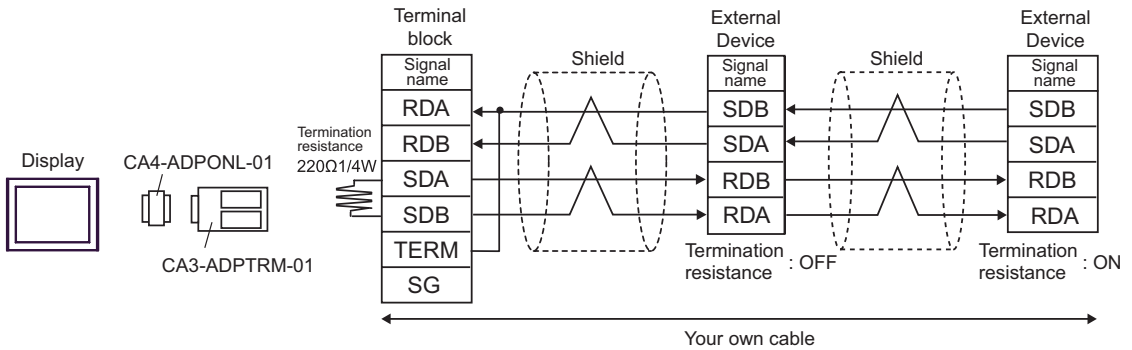 Display
CA4-ADPONL-01
CA3-ADPTRM-01
Termination
resistance
220Ω1/4W
Terminal
block
Signal
name
RDA
RDB
SDA
SDB
TERM
SG
Shield
External
Device
Signal
name
SDB
SDA
RDB
RDA
Termination
resistance : OFF
Shield
External
Device
Signal
name
SDB
SDA
RDB
RDA
Termination
resistance : ON
Your own cable